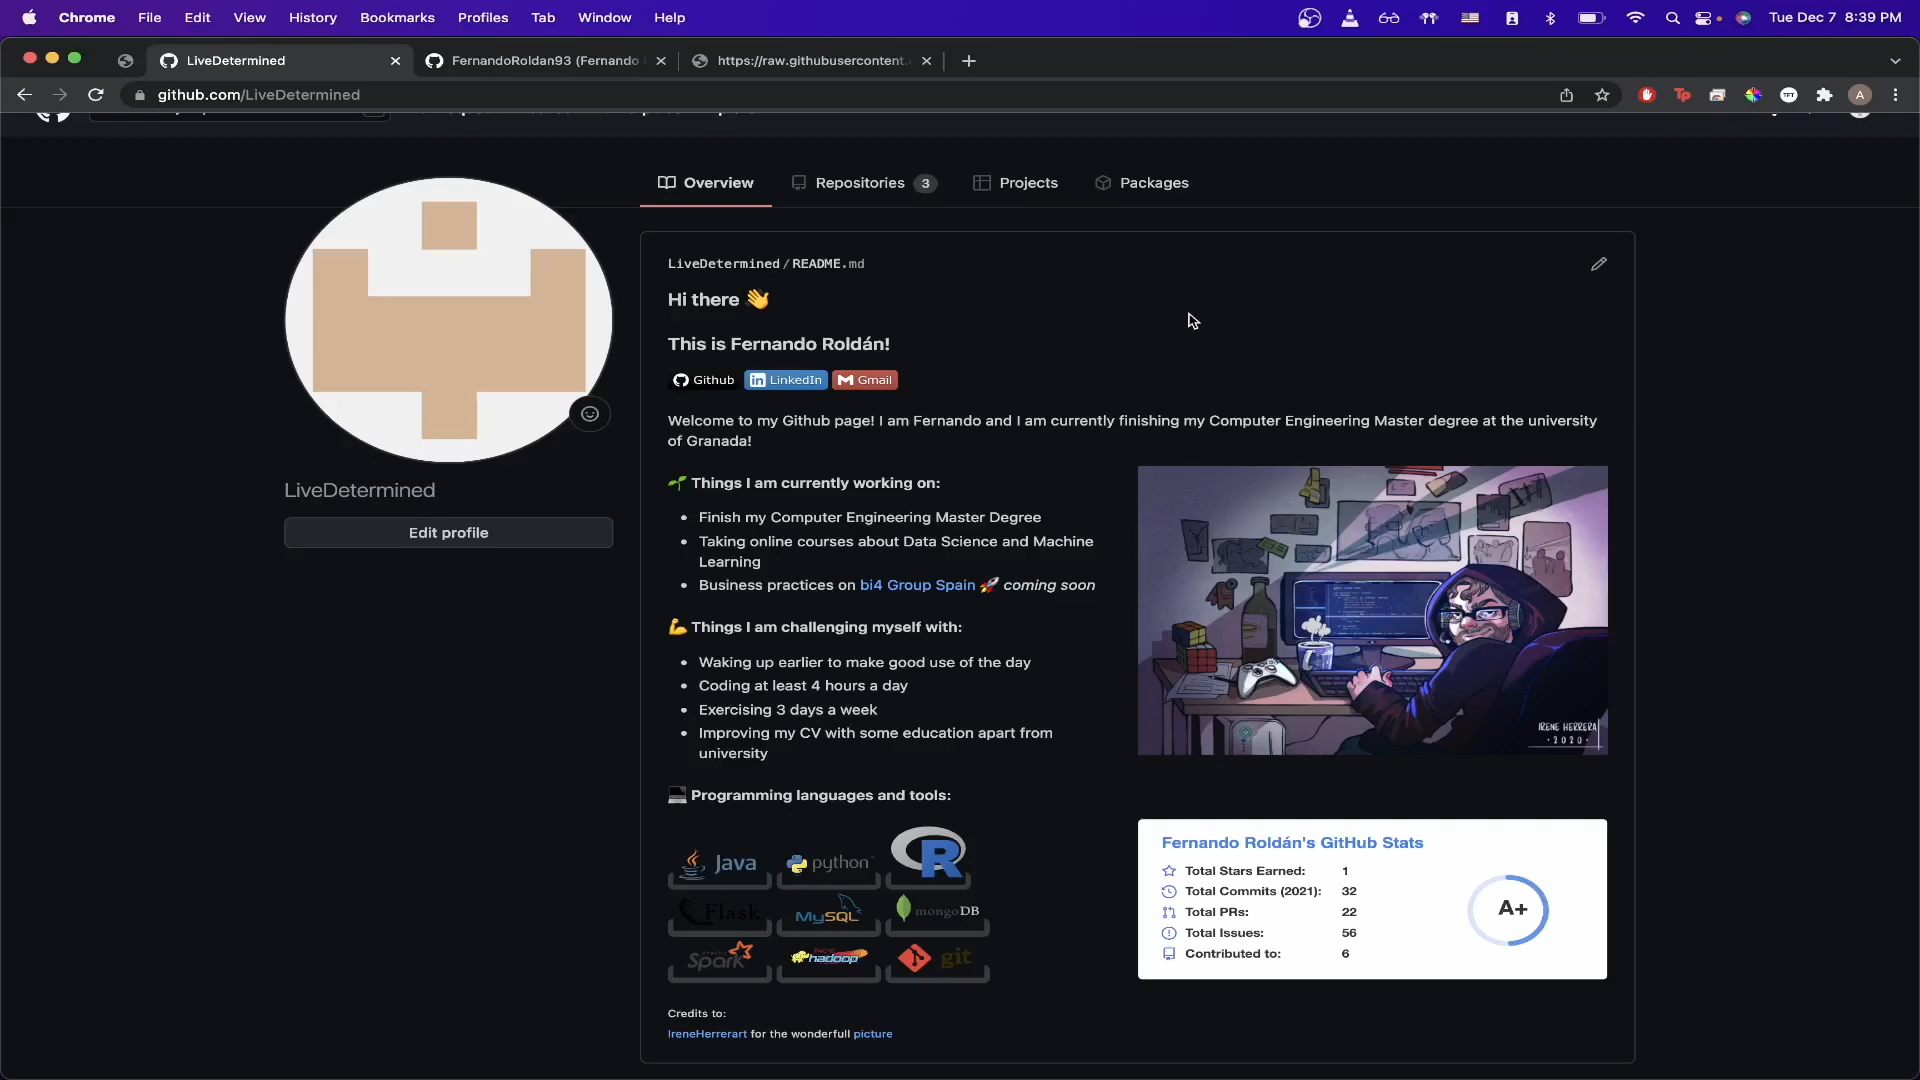 Chrome File Edit View History Bookmarks Profiles Tab Window Help
Tue Dec 7 8:39 PM
LiveDetermined
FernandoRoldan93 (Fernando
https://raw.githubusercontent.
github.com/LiveDetermined
Tp
TFT
A
Overview
Repositories 3
Projects
Packages
LiveDetermined/README.md
Hi there 👋
This is Fernando Roldán!
Github
LinkedIn
Gmail
Welcome to my Github page! I am Fernando and I am currently finishing my Computer Engineering Master degree at the university
of Granada!
LiveDetermined
Edit profile
🌱 Things I am currently working on:
• Finish my Computer Engineering Master Degree
• Taking online courses about Data Science and Machine
Learning
• Business practices on bi4 Group Spain 🚀 coming soon
💪 Things I am challenging myself with:
• Waking up earlier to make good use of the day
• Coding at least 4 hours a day
• Exercising 3 days a week
• Improving my CV with some education apart from
university
IRENE HERRERA
·2020·
💻 Programming languages and tools:
Java
python
R
Flask
MySQL
mongoDB
Spark
hadoop
git
Fernando Roldán's GitHub Stats
Total Stars Earned: 1
Total Commits (2021): 32
Total PRs: 22
Total Issues: 56
Contributed to: 6
A+
Credits to:
IreneHerrerart for the wonderfull picture